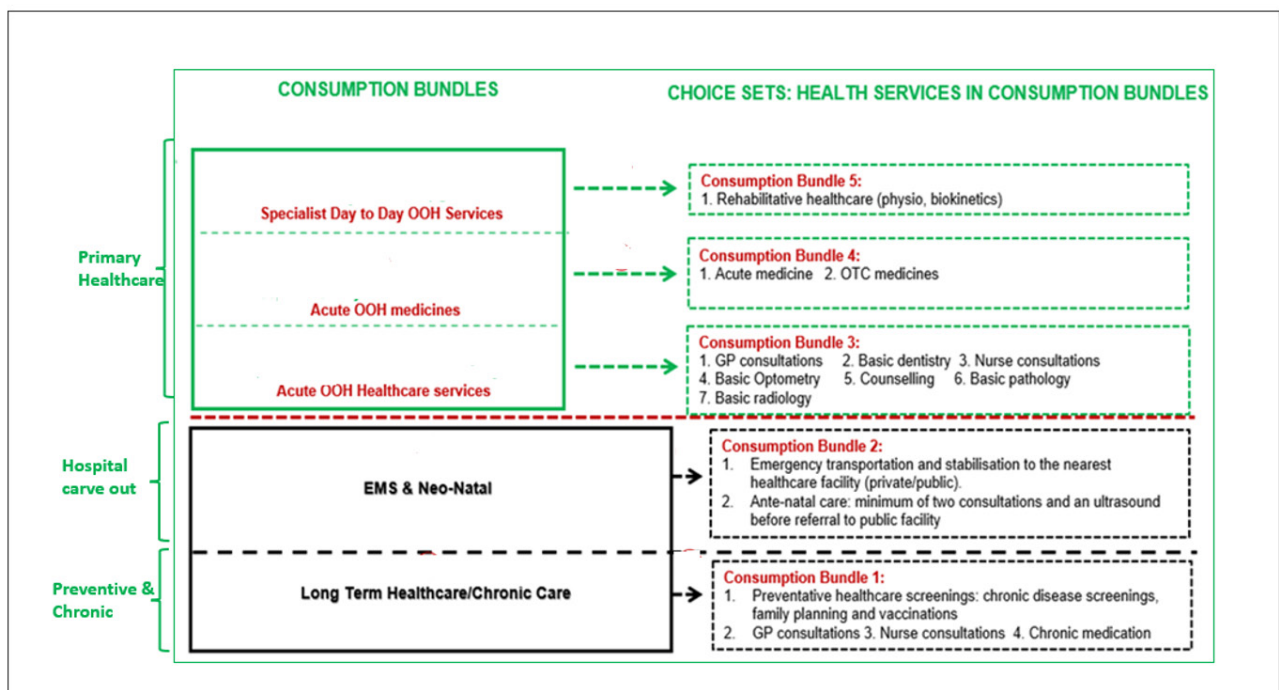 CONSUMPTION BUNDLES
CHOICE SETS: HEALTH SERVICES IN CONSUMPTION BUNDLES
Primary
Healthcare
Specialist Day to Day OOH Services
Consumption Bundle 5:
1. Rehabilitative healthcare (physio, biokinetics)
Acute OOH medicines
Consumption Bundle 4:
1. Acute medicine 2. OTC medicines
Acute OOH Healthcare services
Consumption Bundle 3:
1. GP consultations 2. Basic dentistry 3. Nurse consultations
4. Basic Optometry 5. Counselling 6. Basic pathology
7. Basic radiology
Hospital
carve out
EMS & Neo-Natal
Consumption Bundle 2:
1. Emergency transportation and stabilisation to the nearest
healthcare facility (private/public).
2. Ante-natal care: minimum of two consultations and an ultrasound
before referral to public facility
Preventive &
Chronic
Long Term Healthcare/Chronic Care
Consumption Bundle 1:
1. Preventative healthcare screenings: chronic disease screenings,
family planning and vaccinations
2. GP consultations 3. Nurse consultations 4. Chronic medication